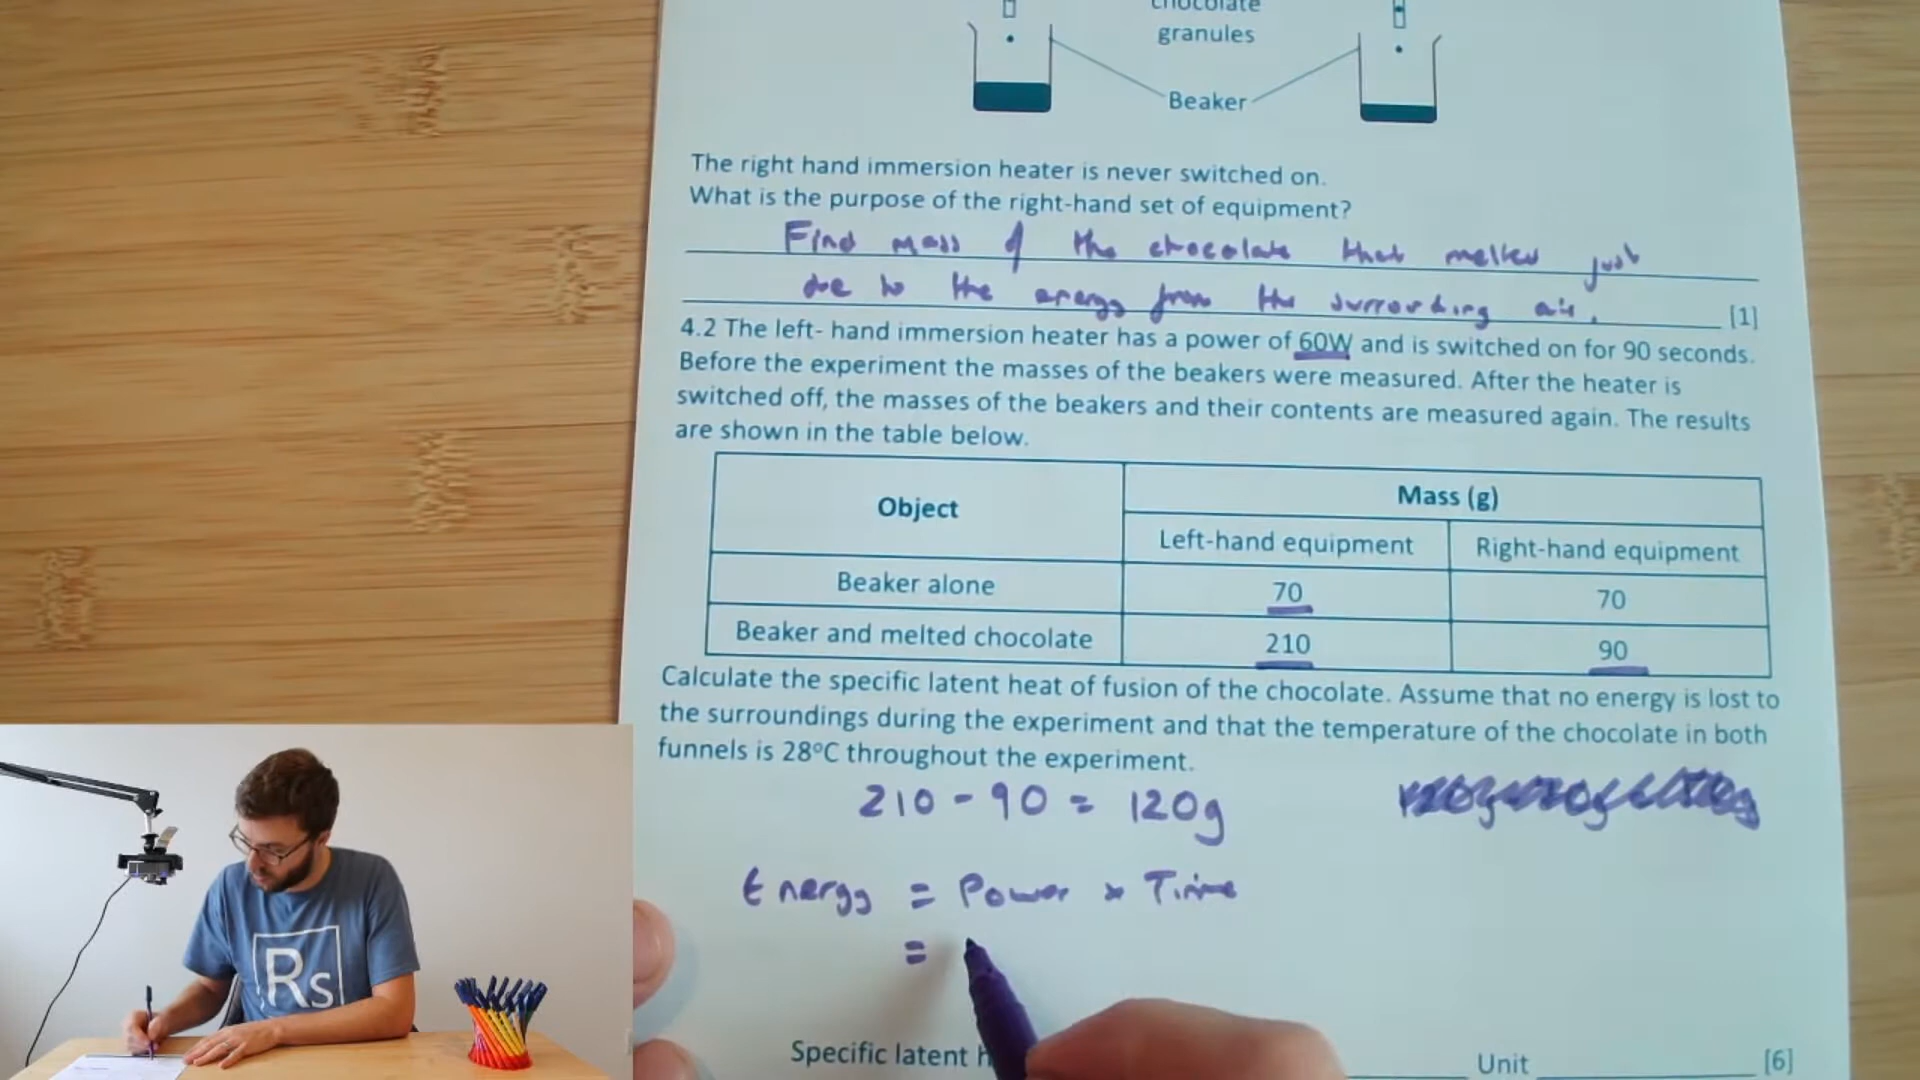 chocolate
granules
Beaker
The right hand immersion heater is never switched on.
What is the purpose of the right-hand set of equipment?
Find mass of the chocolate that melted just
due to the energy from the surrounding air.
[1]
4.2 The left- hand immersion heater has a power of 60W and is switched on for 90 seconds.
Before the experiment the masses of the beakers were measured. After the heater is
switched off, the masses of the beakers and their contents are measured again. The results
are shown in the table below.
Object
Mass (g)
Left-hand equipment
Right-hand equipment
Beaker alone
70
70
Beaker and melted chocolate
210
90
Calculate the specific latent heat of fusion of the chocolate. Assume that no energy is lost to
the surroundings during the experiment and that the temperature of the chocolate in both
funnels is 28°C throughout the experiment.
210 - 90 = 120g
Energy = Power × Time
=
Specific latent
Unit
[6]
Rs